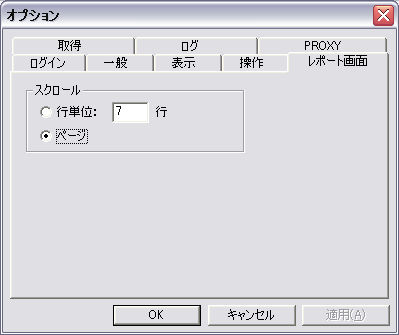 オプション
取得 ログ PROXY
ログイン 一般 表示 操作 レポート画面
スクロール
行単位: 7 行
ページ
OK キャンセル 適用(A)